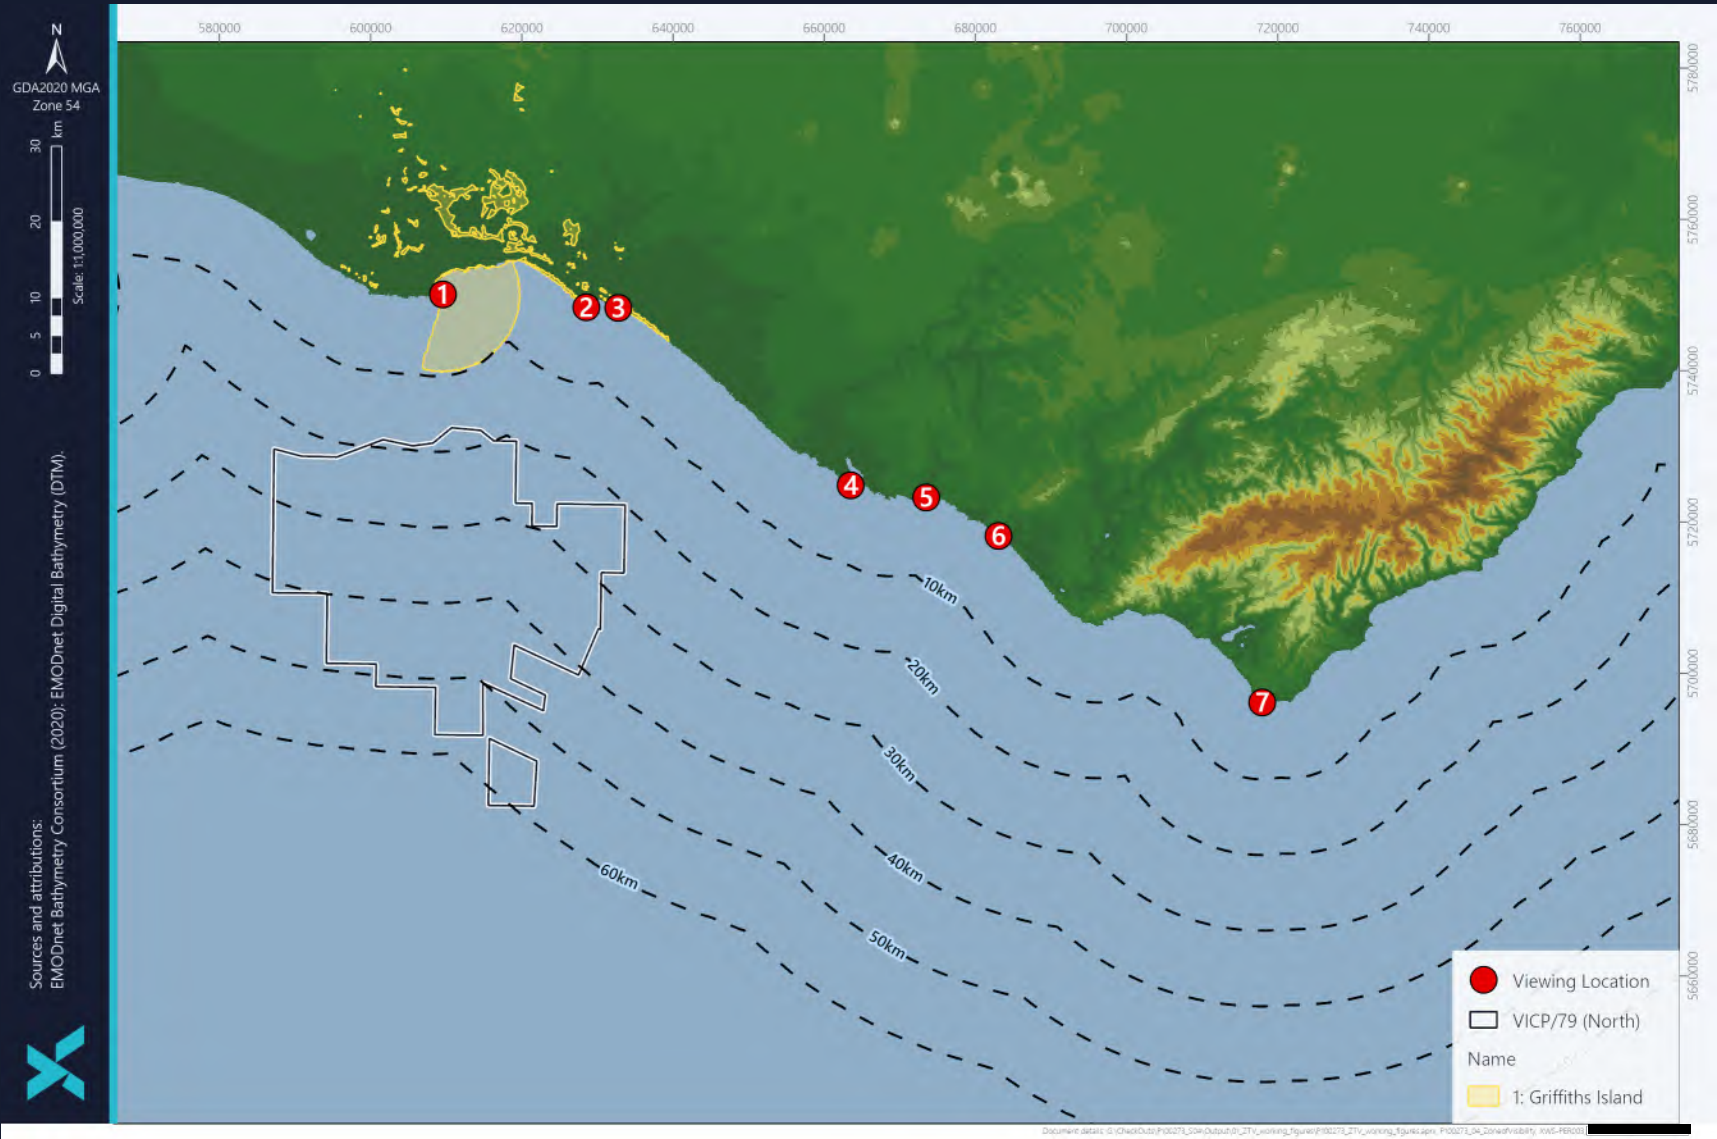 580000 600000 620000 640000 660000 680000 700000 720000 740000 760000
N
GDA2020 MGA
Zone 54
0 5 10 20 30 km
Scale: 1:1,000,000
Sources and attributions:
EMODnet Bathymetry Consortium (2020): EMODnet Digital Bathymetry (DTM).
5780000
5760000
5740000
5720000
5700000
5680000
5660000
1
2
3
4
5
6
7
10km
20km
30km
40km
50km
60km
Viewing Location
VICP/79 (North)
Name
1: Griffiths Island
Document details: